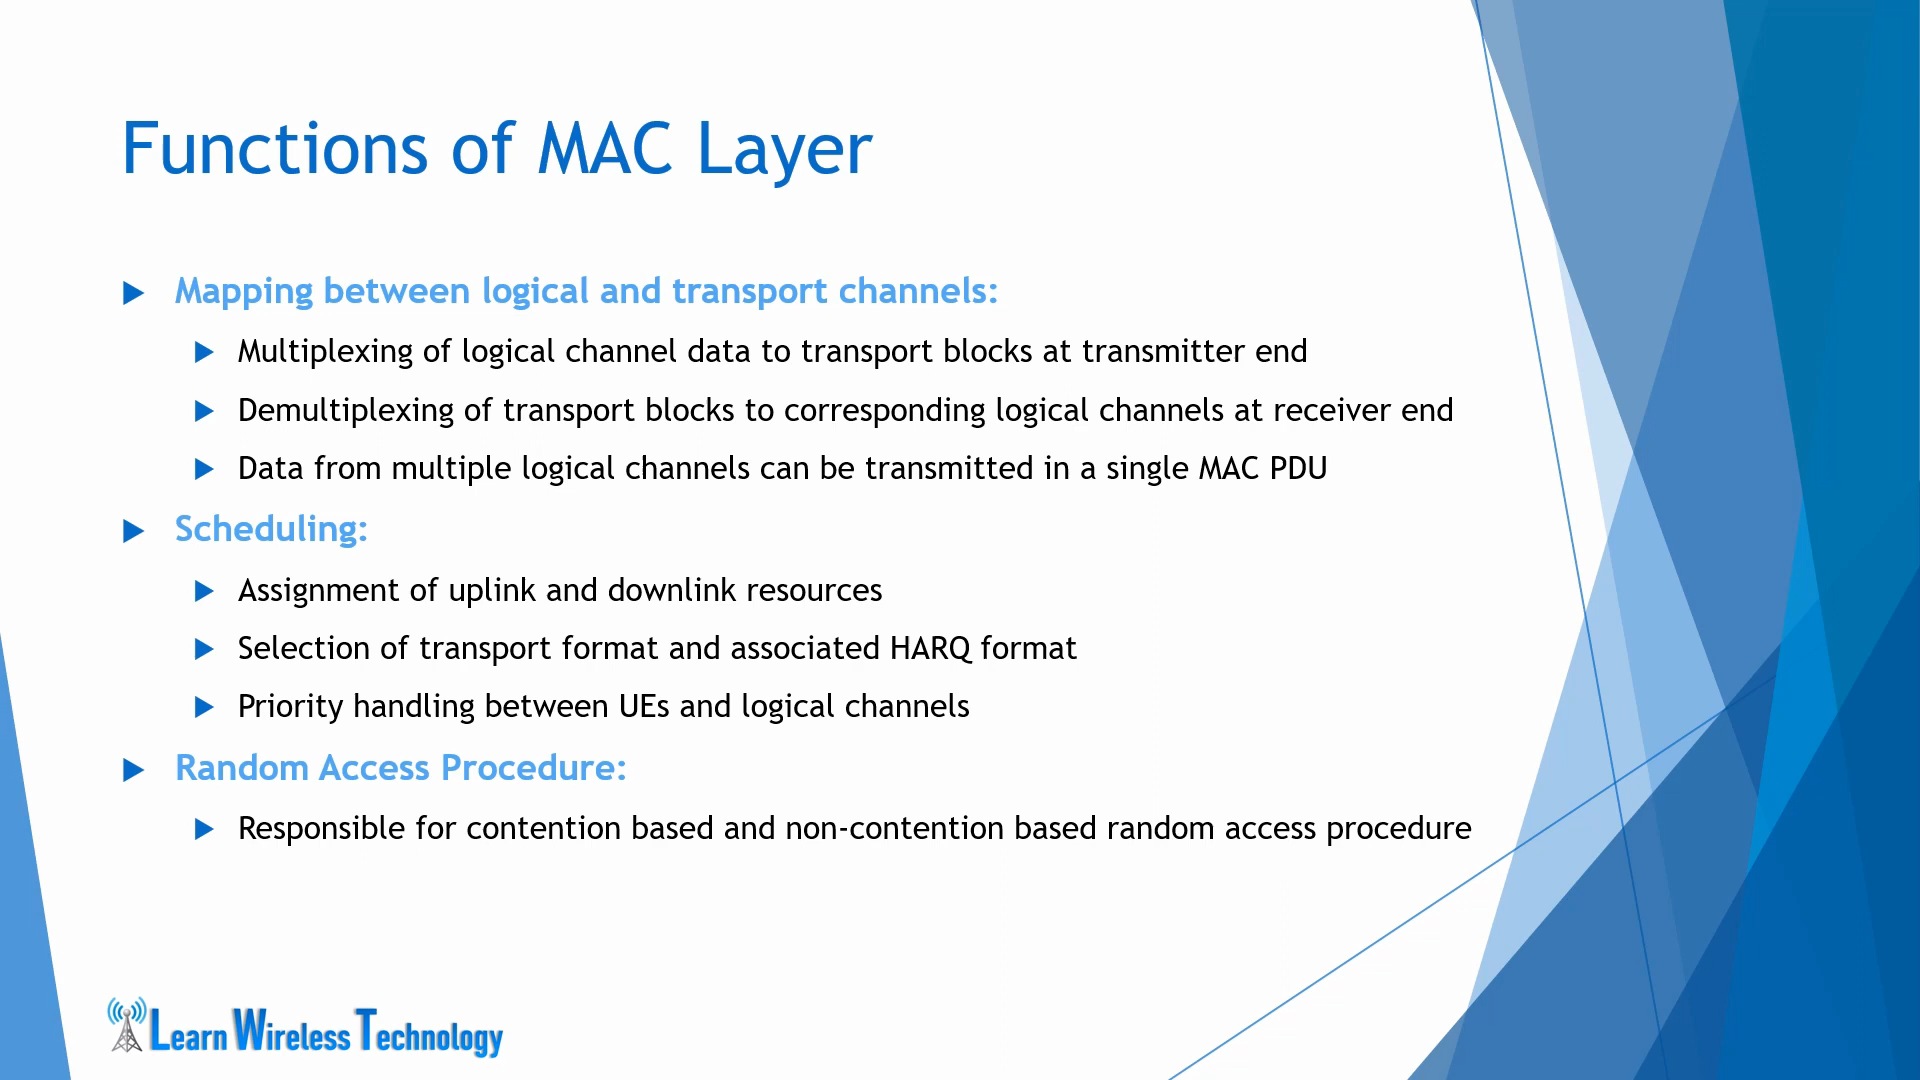 Functions of MAC Layer
Mapping between logical and transport channels:
Multiplexing of logical channel data to transport blocks at transmitter end
Demultiplexing of transport blocks to corresponding logical channels at receiver end
Data from multiple logical channels can be transmitted in a single MAC PDU
Scheduling:
Assignment of uplink and downlink resources
Selection of transport format and associated HARQ format
Priority handling between UEs and logical channels
Random Access Procedure:
Responsible for contention based and non-contention based random access procedure
Learn Wireless Technology